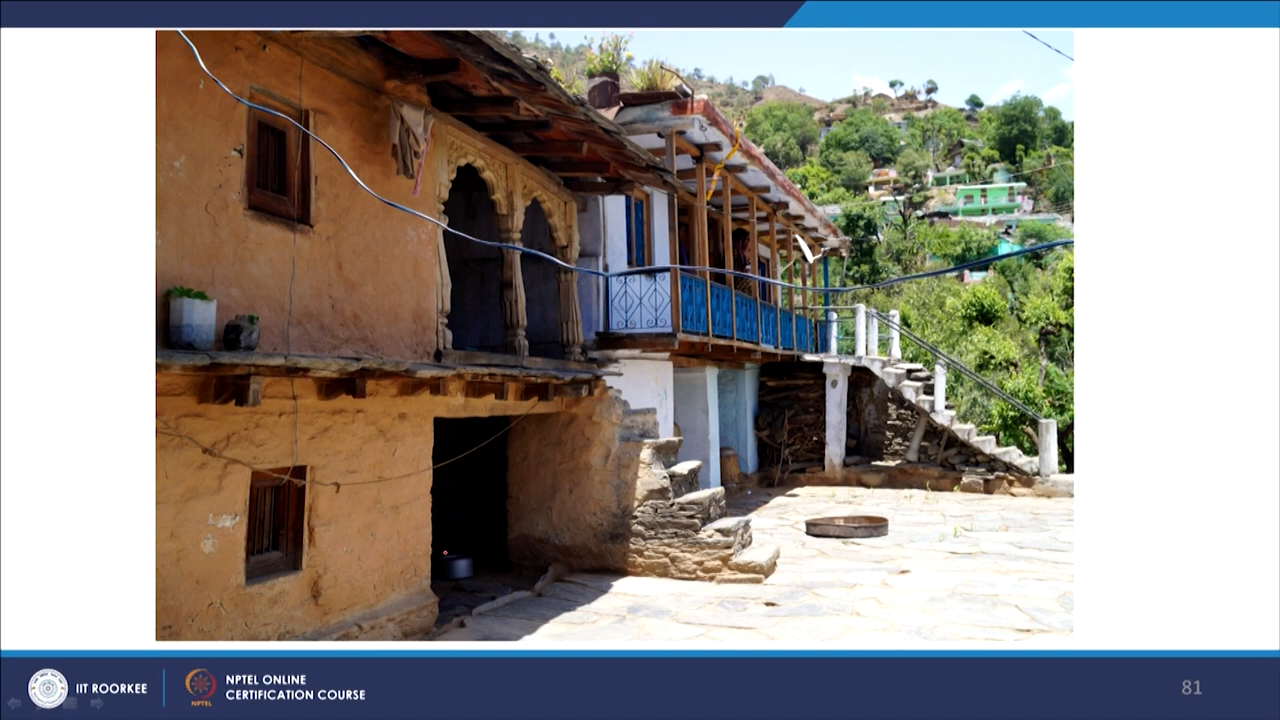 IIT ROORKEE
NPTEL
NPTEL ONLINE
CERTIFICATION COURSE
81